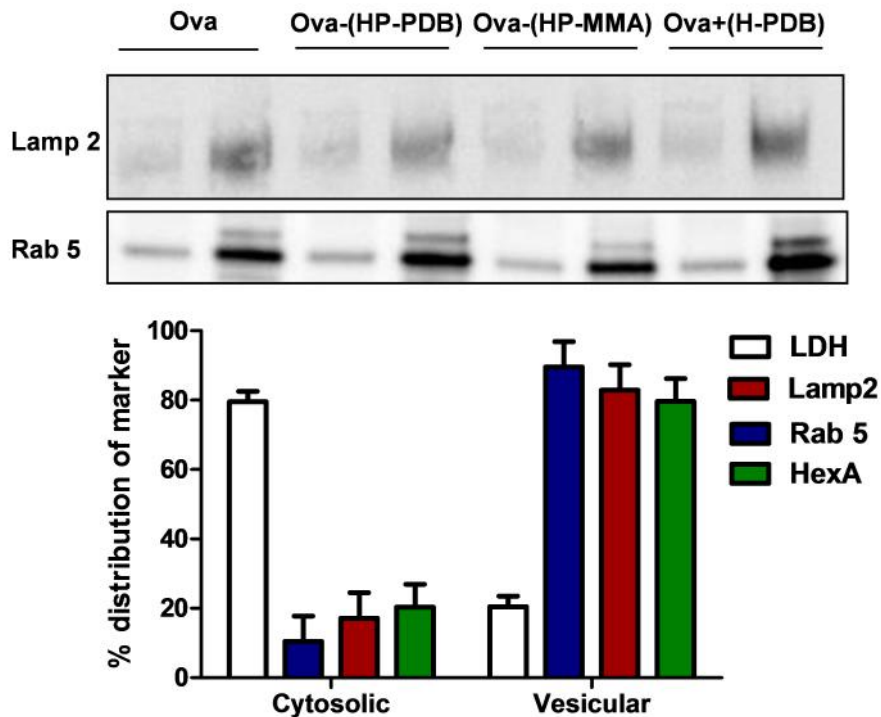 Ova Ova-(HP-PDB) Ova-(HP-MMA) Ova+(H-PDB)
Lamp 2
Rab 5
% distribution of marker
100
80
60
40
20
0
Cytosolic Vesicular
LDH
Lamp2
Rab 5
HexA